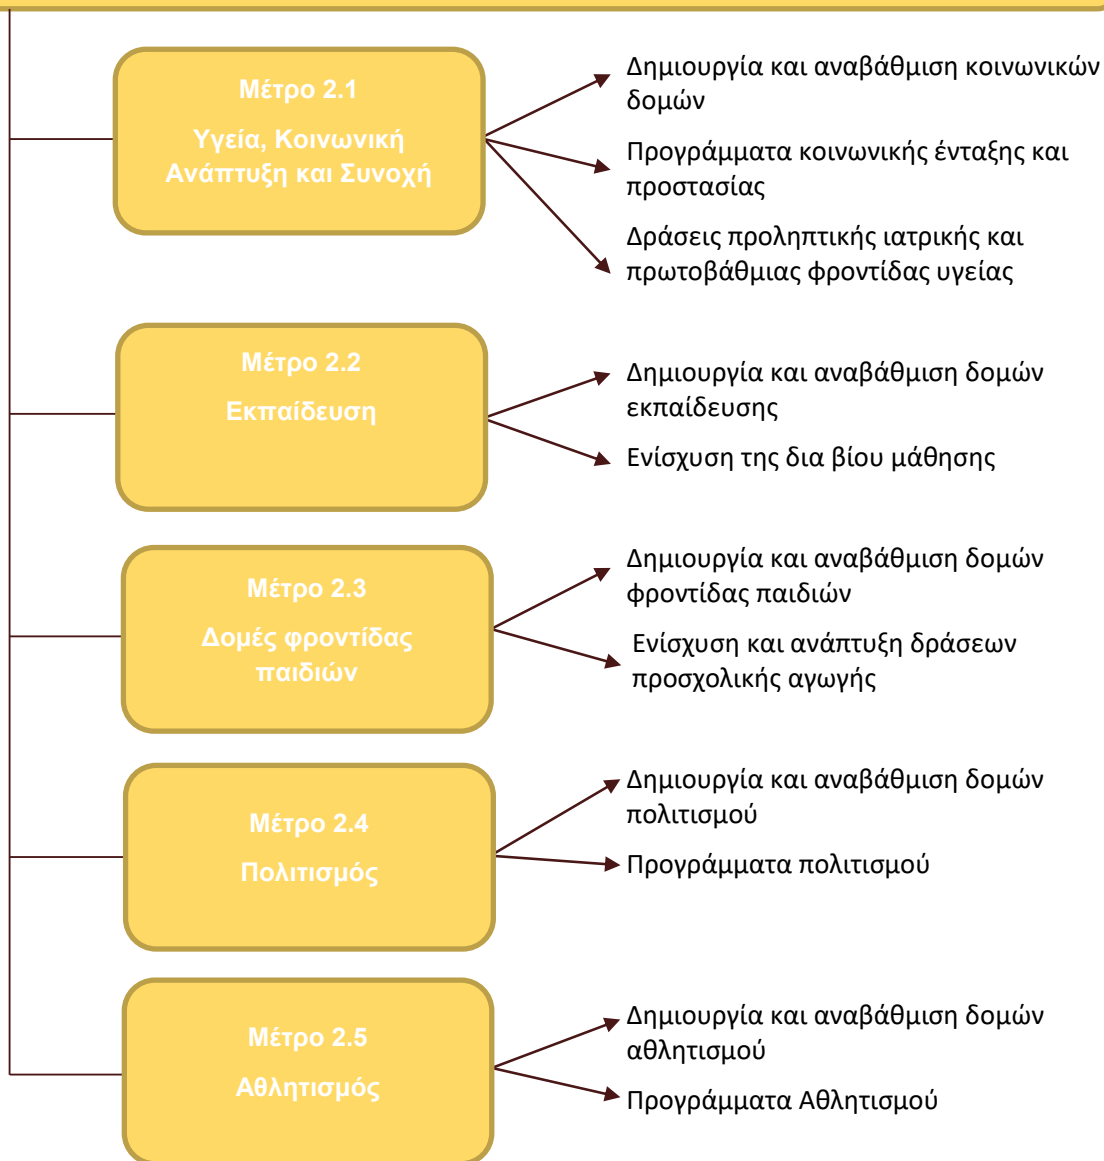 Μέτρο 2.1
Υγεία, Κοινωνική
Ανάπτυξη και Συνοχή
Δημιουργία και αναβάθμιση κοινωνικών
δομών
Προγράμματα κοινωνικής ένταξης και
προστασίας
Δράσεις προληπτικής ιατρικής και
πρωτοβάθμιας φροντίδας υγείας
Μέτρο 2.2
Εκπαίδευση
Δημιουργία και αναβάθμιση δομών
εκπαίδευσης
Ενίσχυση της δια βίου μάθησης
Μέτρο 2.3
Δομές φροντίδας
παιδιών
Δημιουργία και αναβάθμιση δομών
φροντίδας παιδιών
Ενίσχυση και ανάπτυξη δράσεων
προσχολικής αγωγής
Μέτρο 2.4
Πολιτισμός
Δημιουργία και αναβάθμιση δομών
πολιτισμού
Προγράμματα πολιτισμού
Μέτρο 2.5
Αθλητισμός
Δημιουργία και αναβάθμιση δομών
αθλητισμού
Προγράμματα Αθλητισμού